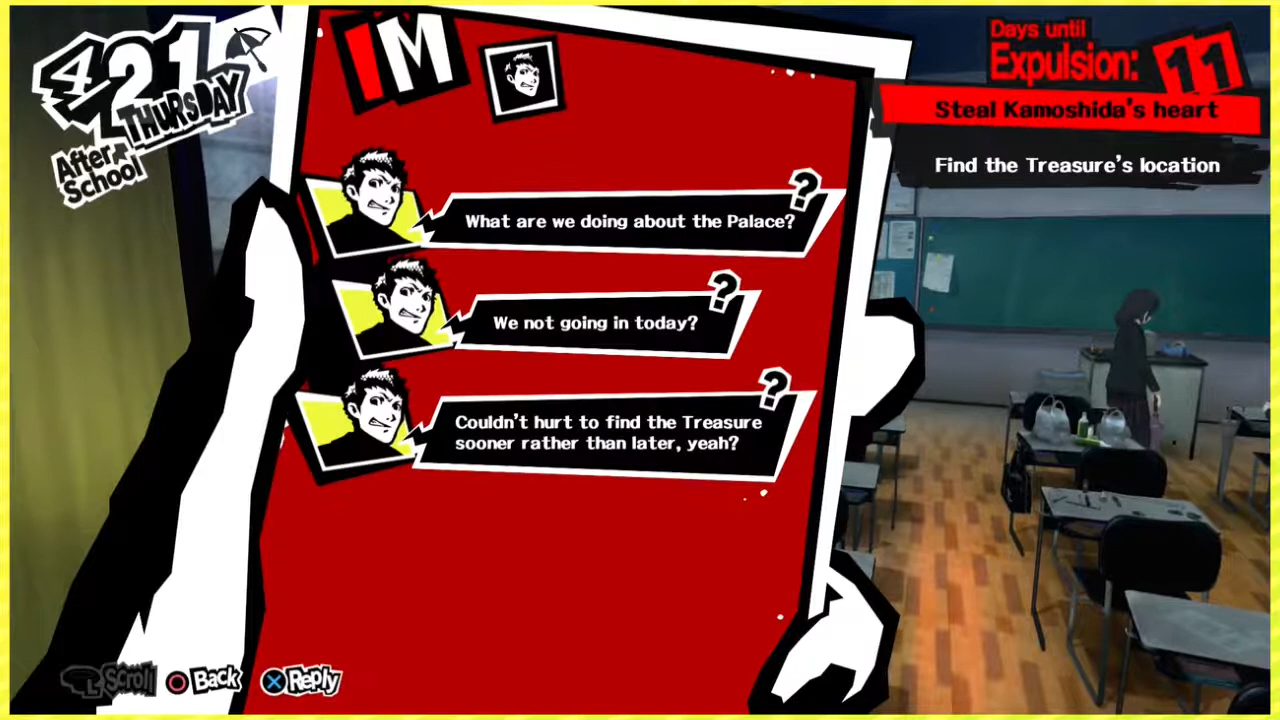 4/21
THURSDAY
After School
IM
Days until
Expulsion: 11
Steal Kamoshida's heart
Find the Treasure's location
What are we doing about the Palace?
?
We not going in today?
?
Couldn't hurt to find the Treasure
sooner rather than later, yeah?
?
L Scroll
Back
Reply